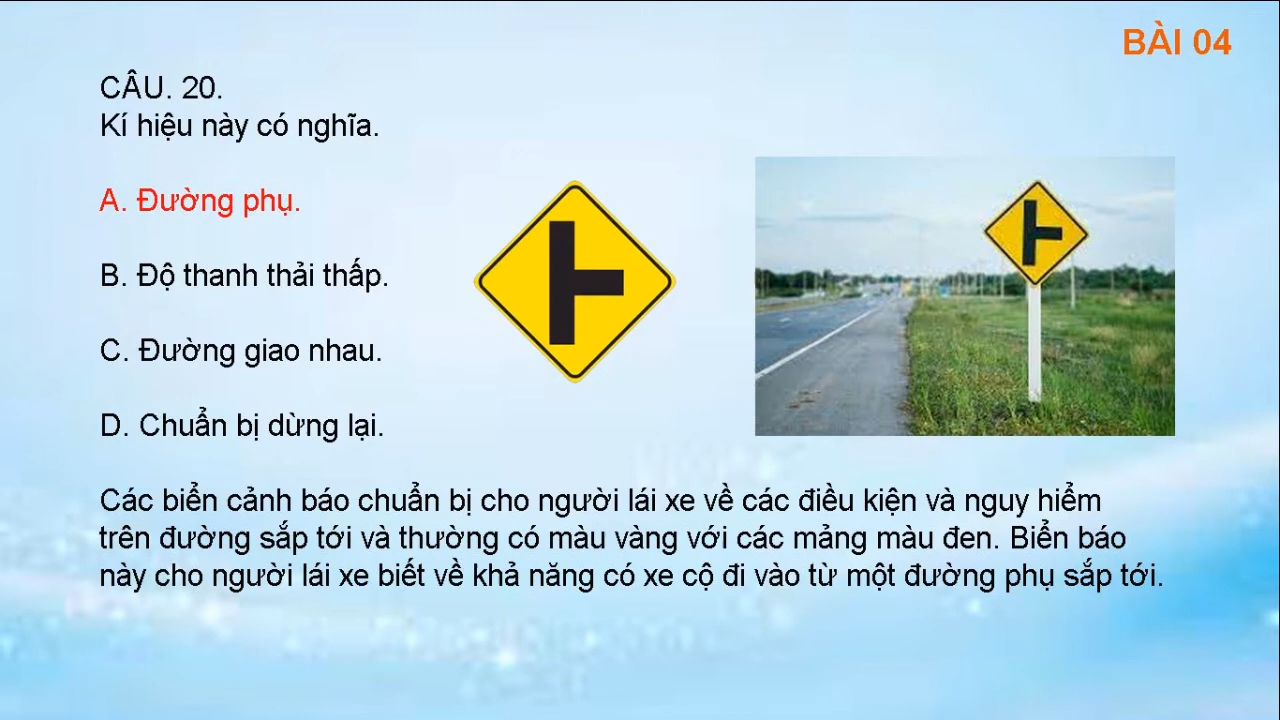 BÀI 04
CÂU. 20.
Kí hiệu này có nghĩa.
A. Đường phụ.
B. Độ thanh thải thấp.
C. Đường giao nhau.
D. Chuẩn bị dừng lại.
Các biển cảnh báo chuẩn bị cho người lái xe về các điều kiện và nguy hiểm
trên đường sắp tới và thường có màu vàng với các mảng màu đen. Biển báo
này cho người lái xe biết về khả năng có xe cộ đi vào từ một đường phụ sắp tới.